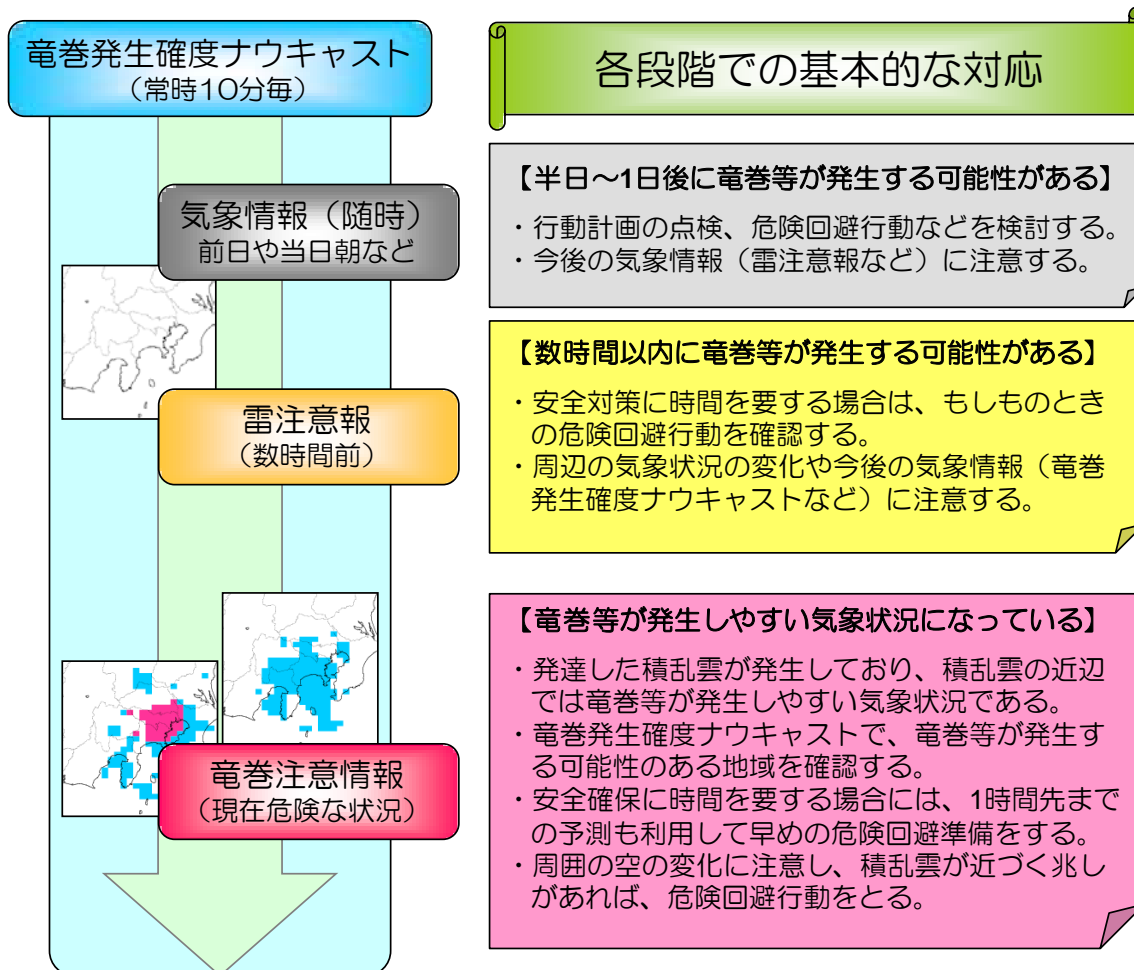 竜巻発生確度ナウキャスト
（常時10分毎）
気象情報（随時）
前日や当日朝など
雷注意報
（数時間前）
竜巻注意情報
（現在危険な状況）
各段階での基本的な対応
【半日～1日後に竜巻等が発生する可能性がある】
・行動計画の点検、危険回避行動などを検討する。
・今後の気象情報（雷注意報など）に注意する。
【数時間以内に竜巻等が発生する可能性がある】
・安全対策に時間を要する場合は、もしものとき
の危険回避行動を確認する。
・周辺の気象状況の変化や今後の気象情報（竜巻
発生確度ナウキャストなど）に注意する。
【竜巻等が発生しやすい気象状況になっている】
・発達した積乱雲が発生しており、積乱雲の近辺
では竜巻等が発生しやすい気象状況である。
・竜巻発生確度ナウキャストで、竜巻等が発生す
る可能性のある地域を確認する。
・安全確保に時間を要する場合には、1時間先まで
の予測も利用して早めの危険回避準備をする。
・周囲の空の変化に注意し、積乱雲が近づく兆し
があれば、危険回避行動をとる。